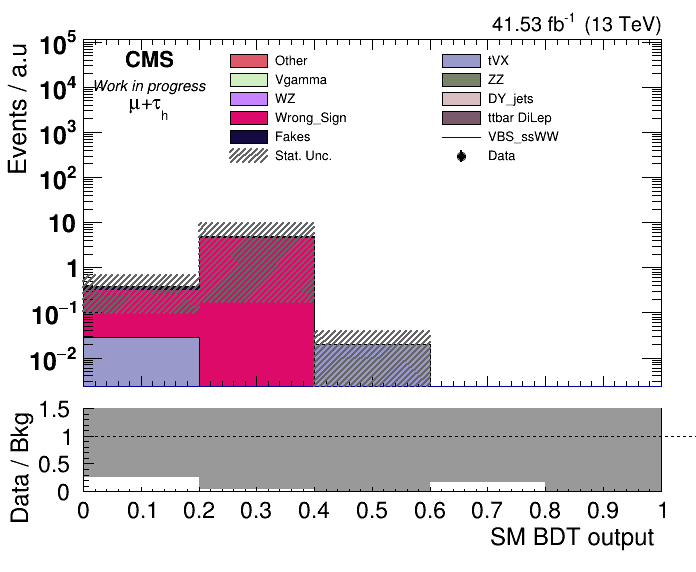 41.53 fb⁻¹ (13 TeV)
Events / a.u
10⁵
10⁴
10³
10²
10
1
10⁻¹
10⁻²
CMS
Work in progress
μ+τₕ
Other
Vgamma
WZ
Wrong_Sign
Fakes
Stat. Unc.
tVX
ZZ
DY_jets
ttbar DiLep
VBS_ssWW
Data
Data / Bkg
1.5
1
0.5
0
0 0.1 0.2 0.3 0.4 0.5 0.6 0.7 0.8 0.9 1
SM BDT output